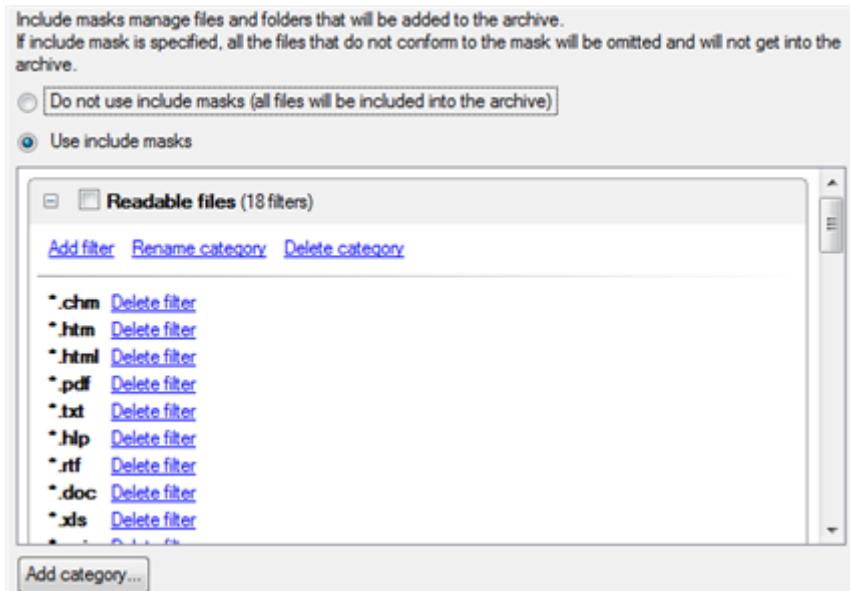 Include masks manage files and folders that will be added to the archive.
If include mask is specified, all the files that do not conform to the mask will be omitted and will not get into the
archive.
Do not use include masks (all files will be included into the archive)
Use include masks
Readable files (18 filters)
Add filter Rename category Delete category
*.chm Delete filter
*.htm Delete filter
*.html Delete filter
*.pdf Delete filter
*.txt Delete filter
*.hlp Delete filter
*.rtf Delete filter
*.doc Delete filter
*.xls Delete filter
Add category...